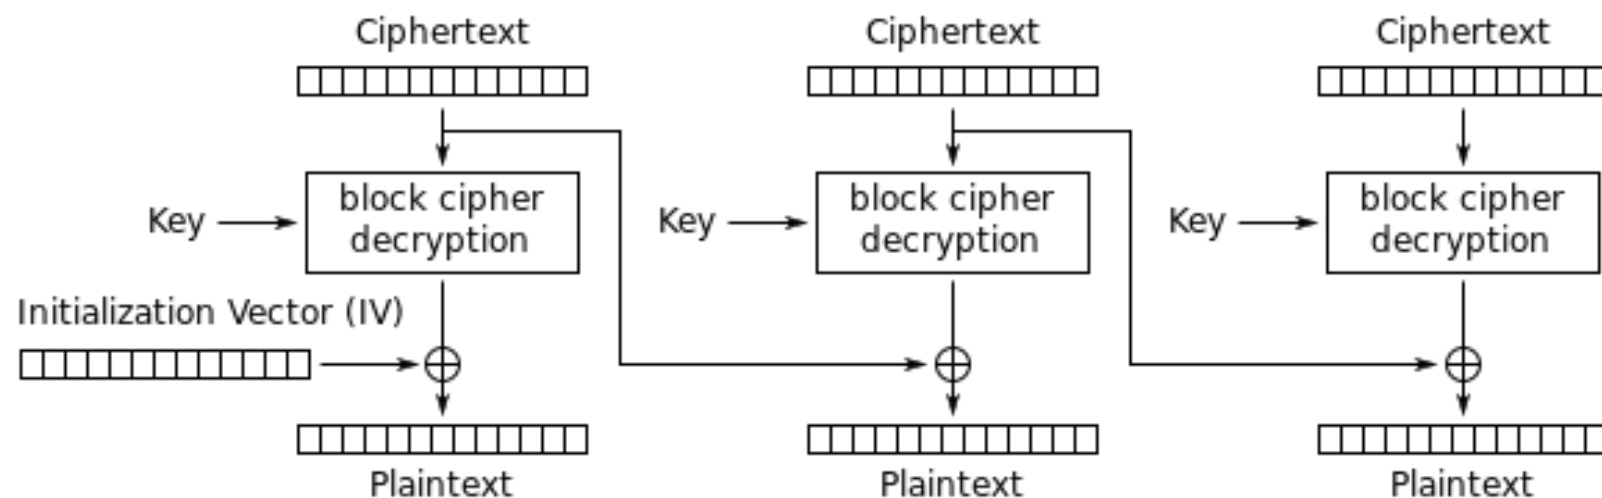 Ciphertext
Ciphertext
Ciphertext
block cipher
decryption
block cipher
decryption
block cipher
decryption
Key
Key
Key
Initialization Vector (IV)
Plaintext
Plaintext
Plaintext